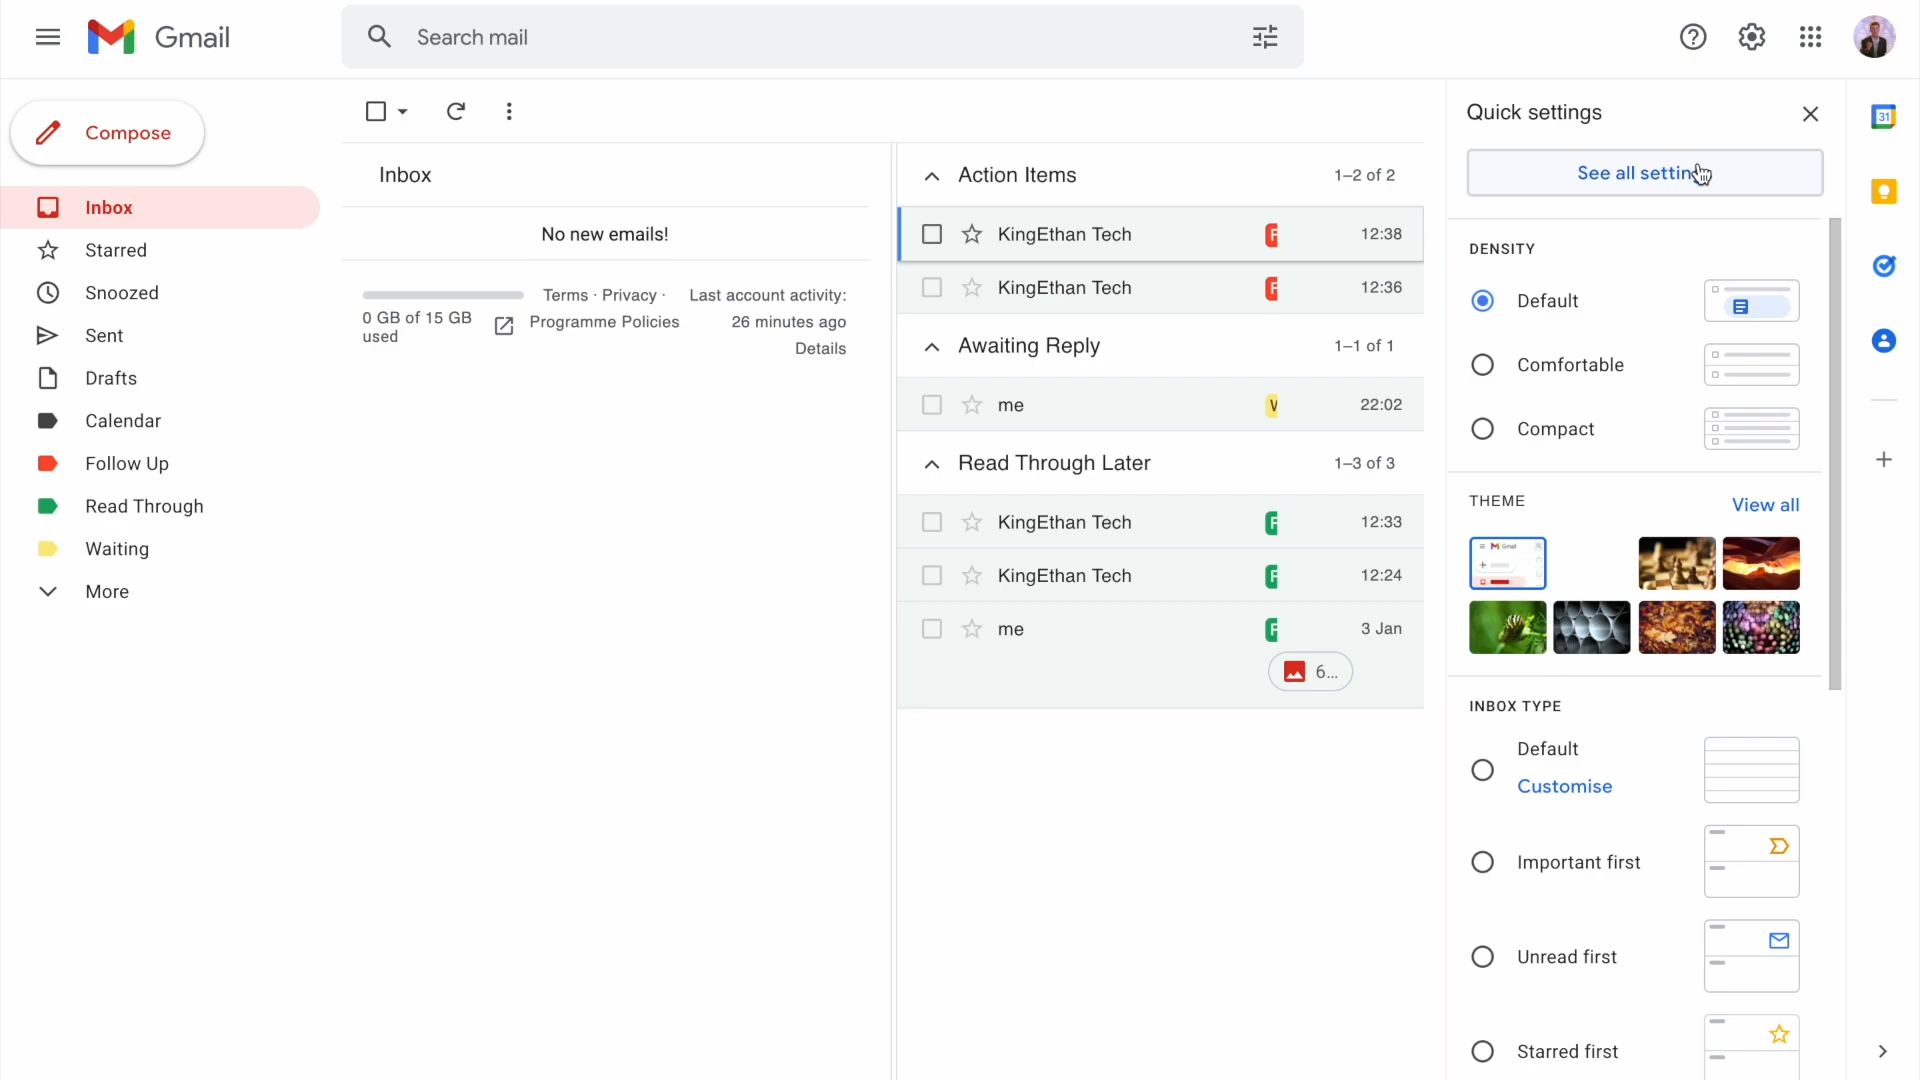 Gmail
Search mail
Compose
Inbox
Starred
Snoozed
Sent
Drafts
Calendar
Follow Up
Read Through
Waiting
More
Inbox
No new emails!
0 GB of 15 GB
used
Terms · Privacy ·
Programme Policies
Last account activity:
26 minutes ago
Details
Action Items 1–2 of 2
KingEthan Tech F 12:38
KingEthan Tech F 12:36
Awaiting Reply 1–1 of 1
me 22:02
Read Through Later 1–3 of 3
KingEthan Tech F 12:33
KingEthan Tech F 12:24
me F 3 Jan
6...
Quick settings
See all
DENSITY
Default
Comfortable
Compact
THEME View all
Gmail
INBOX TYPE
Default
Customise
Important first
Unread first
Starred first
31